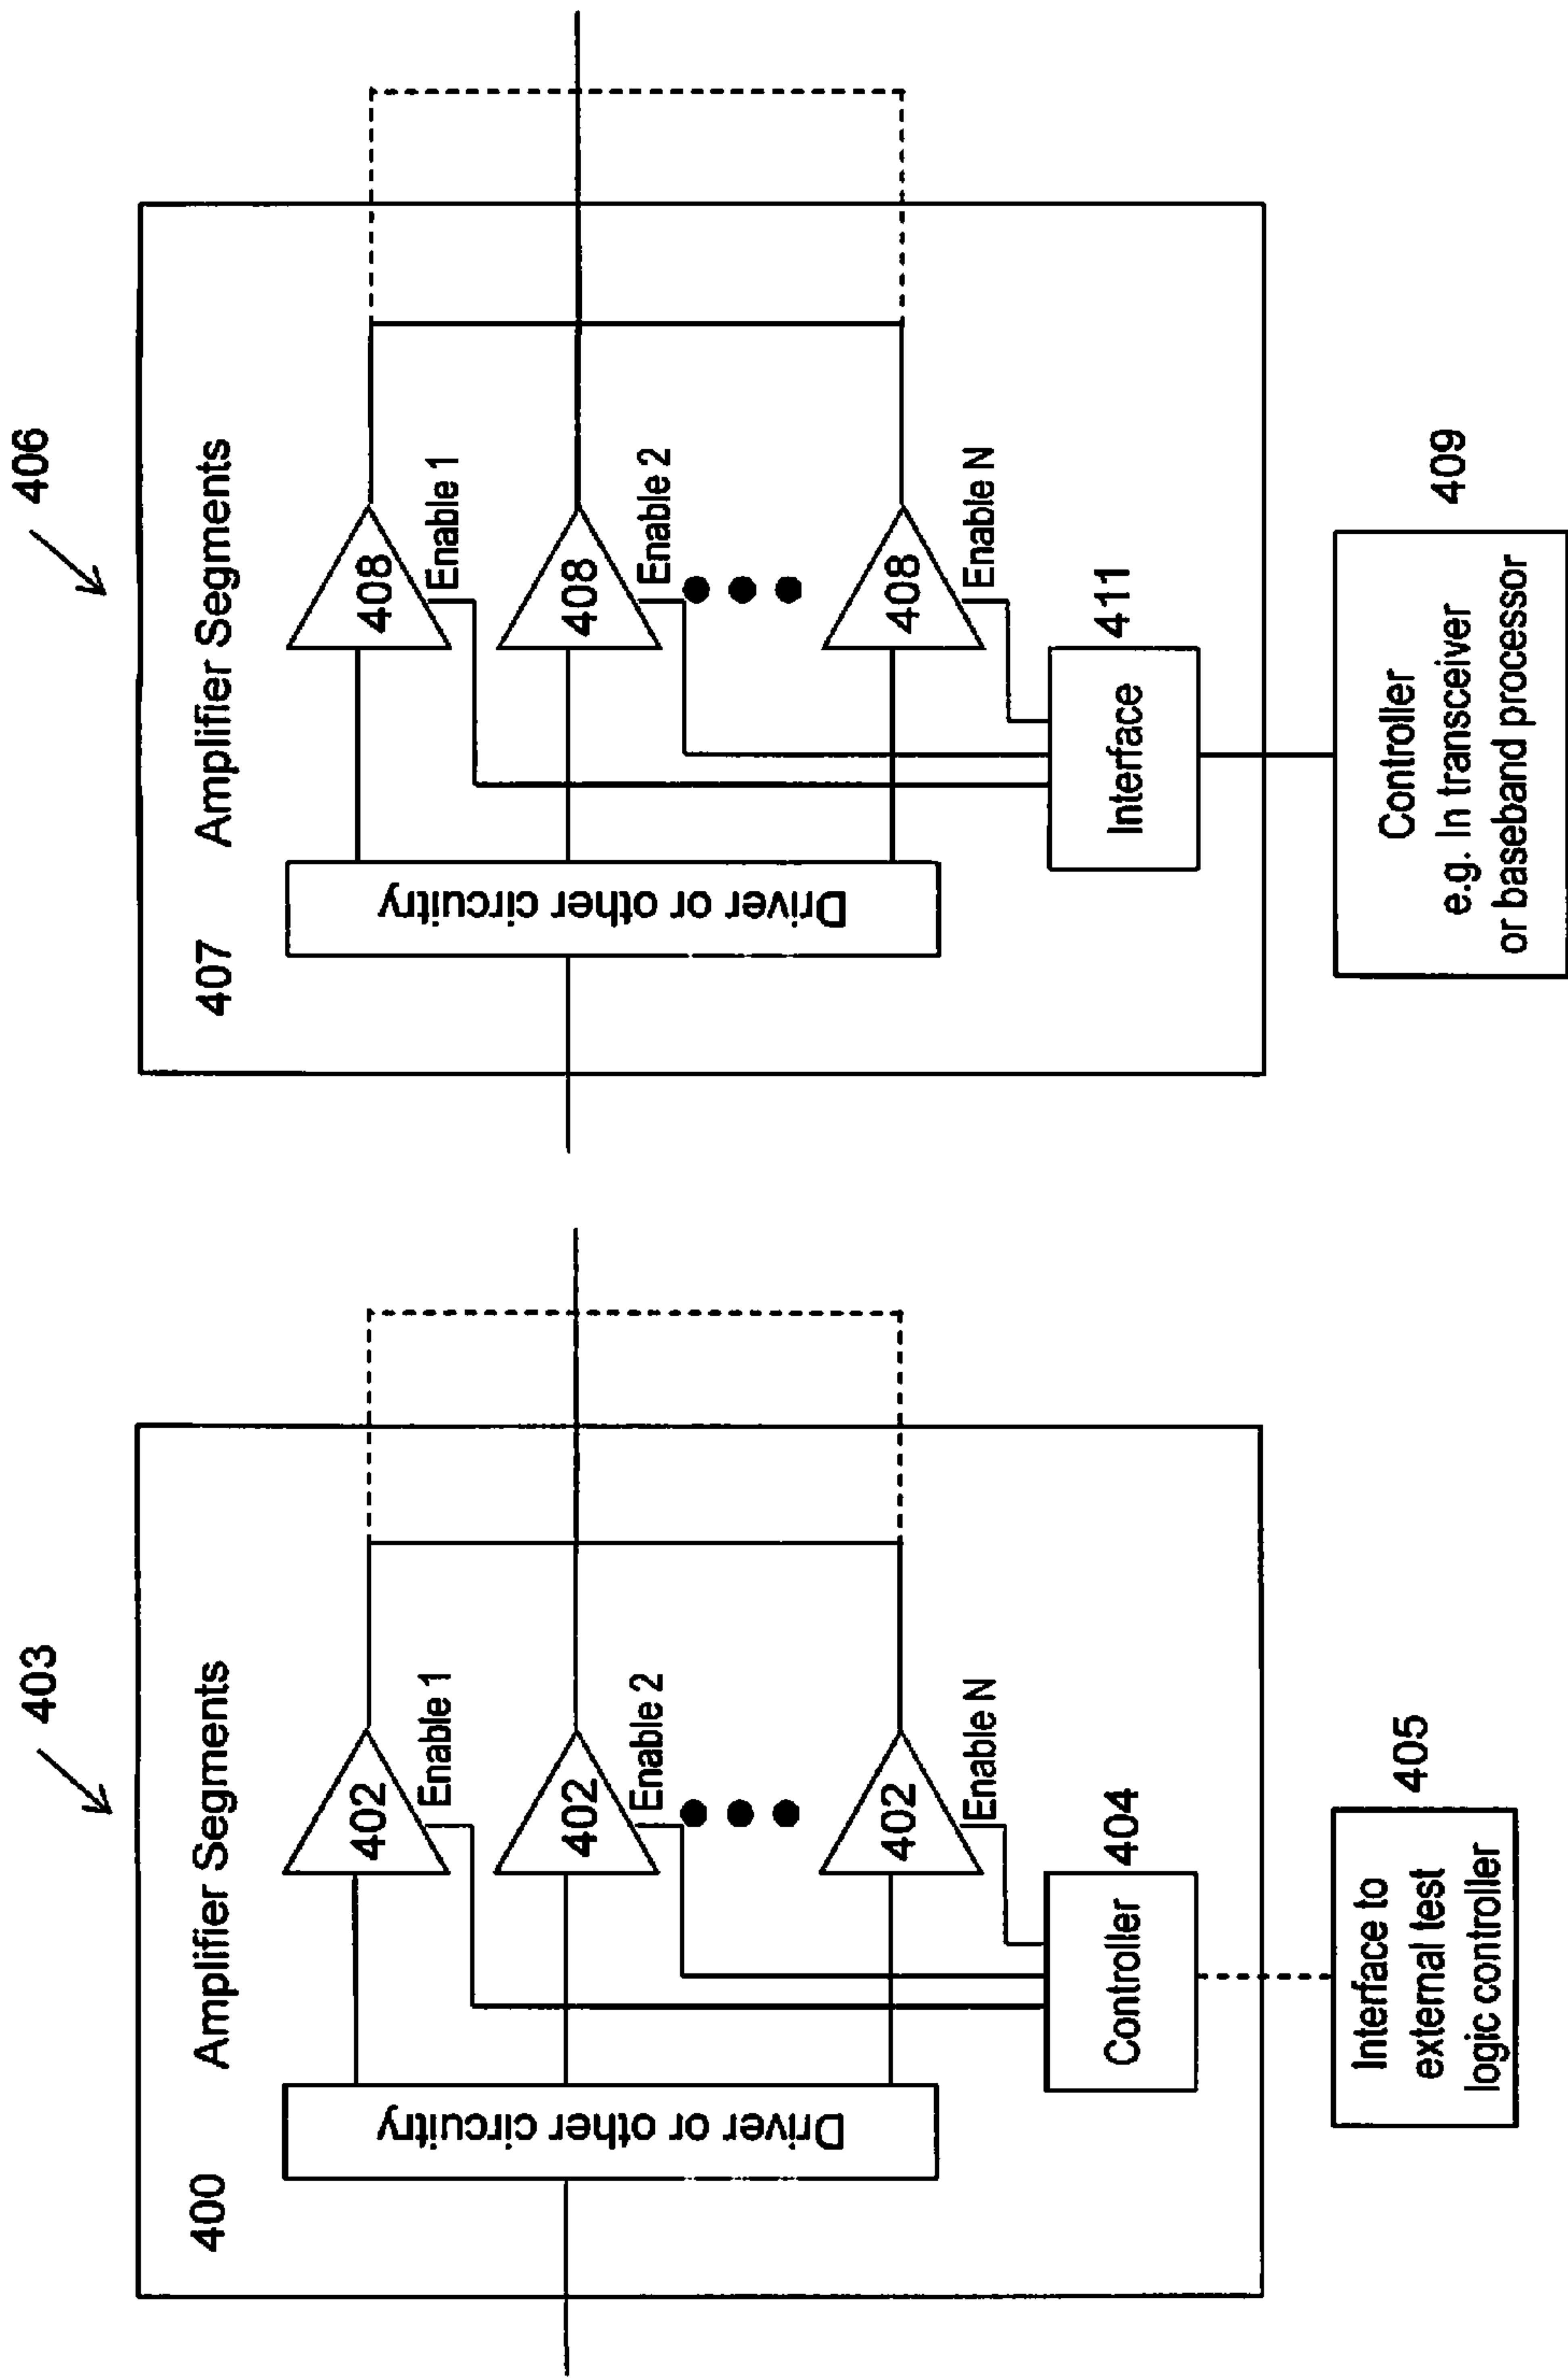 403
400
Amplifier Segments
Driver or other circuitry
402
Enable 1
402
Enable 2
402
Enable N
Controller
404
Interface to
external test
logic controller
405
406
407
Amplifier Segments
Driver or other circuitry
408
Enable 1
408
Enable 2
408
Enable N
Interface
411
Controller
e.g. In transceiver
or baseband processor
409